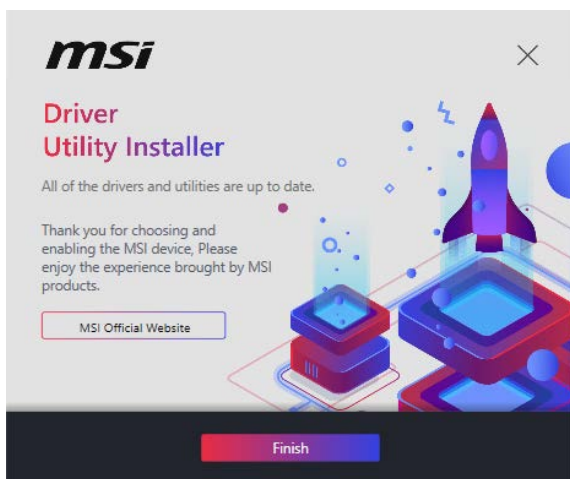 msi
Driver
Utility Installer
All of the drivers and utilities are up to date.
Thank you for choosing and
enabling the MSI device, Please
enjoy the experience brought by MSI
products.
MSI Official Website
Finish